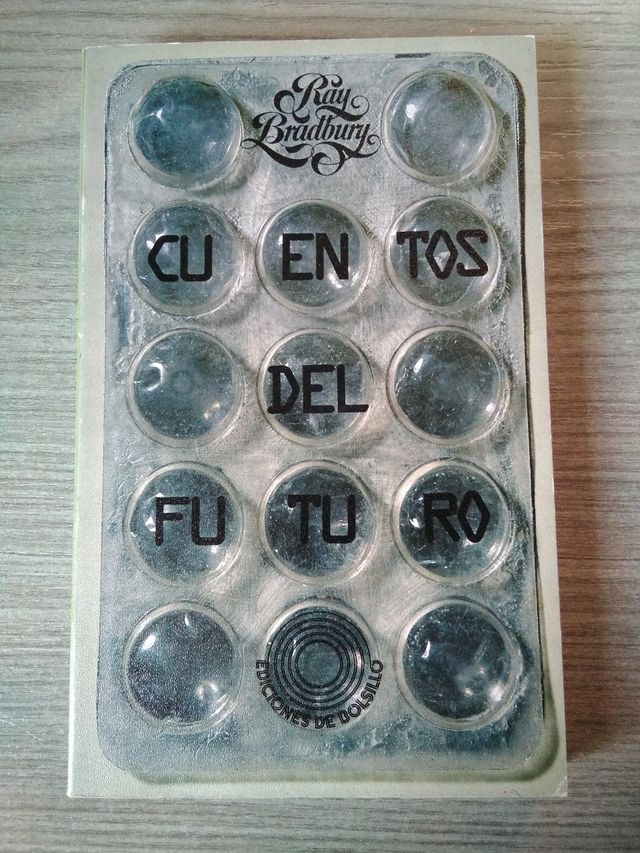 Ray
Bradbury
CU EN TOS
DEL
FU TU RO
EDICIONES DE BOLSILLO